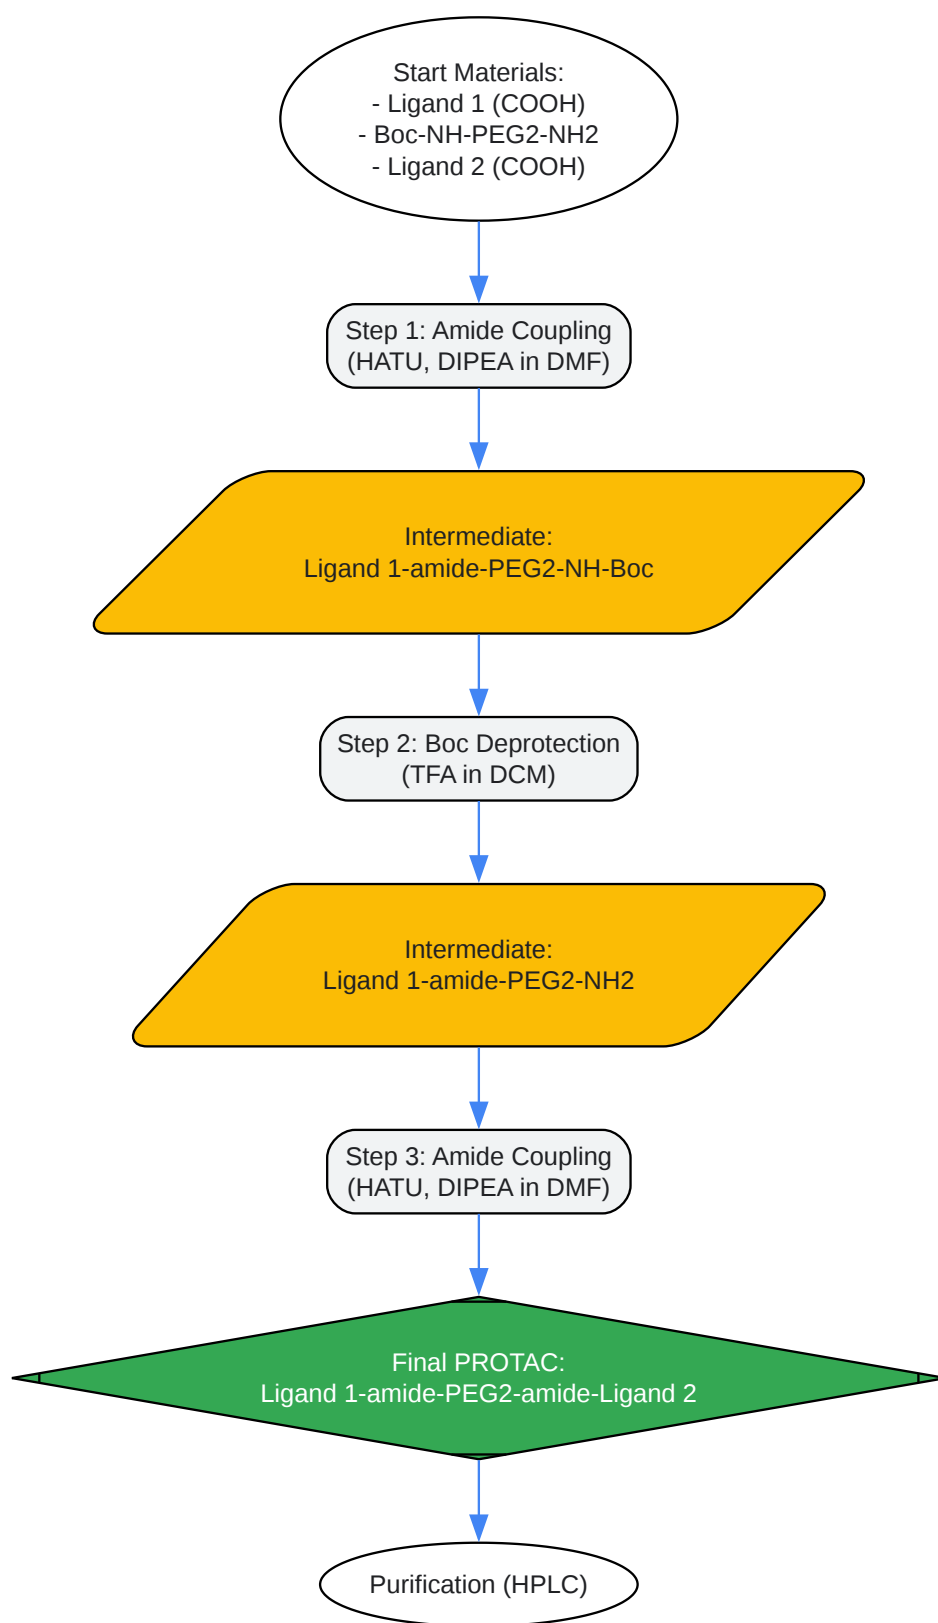 Start Materials:
- Ligand 1 (COOH)
- Boc-NH-PEG2-NH2
- Ligand 2 (COOH)
Step 1: Amide Coupling
(HATU, DIPEA in DMF)
Intermediate:
Ligand 1-amide-PEG2-NH-Boc
Step 2: Boc Deprotection
(TFA in DCM)
Intermediate:
Ligand 1-amide-PEG2-NH2
Step 3: Amide Coupling
(HATU, DIPEA in DMF)
Final PROTAC:
Ligand 1-amide-PEG2-amide-Ligand 2
Purification (HPLC)